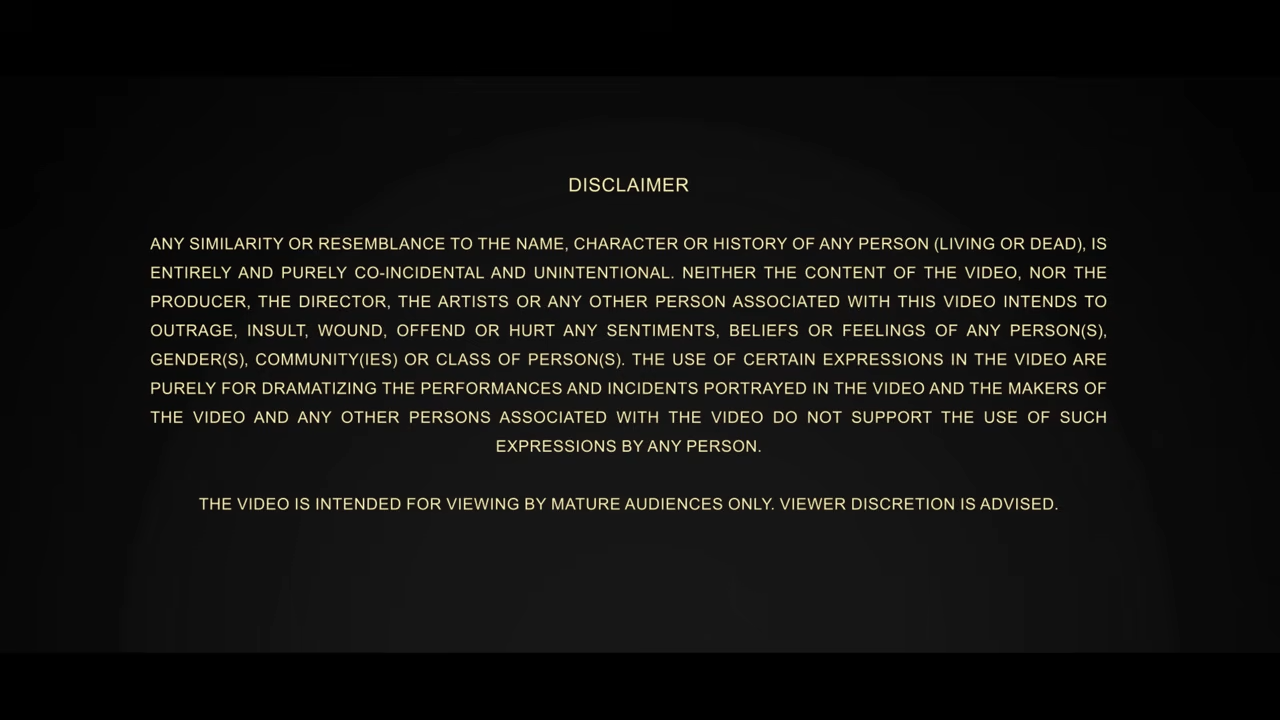 DISCLAIMER
ANY SIMILARITY OR RESEMBLANCE TO THE NAME, CHARACTER OR HISTORY OF ANY PERSON (LIVING OR DEAD), IS
ENTIRELY AND PURELY CO-INCIDENTAL AND UNINTENTIONAL. NEITHER THE CONTENT OF THE VIDEO, NOR THE
PRODUCER, THE DIRECTOR, THE ARTISTS OR ANY OTHER PERSON ASSOCIATED WITH THIS VIDEO INTENDS TO
OUTRAGE, INSULT, WOUND, OFFEND OR HURT ANY SENTIMENTS, BELIEFS OR FEELINGS OF ANY PERSON(S),
GENDER(S), COMMUNITY(IES) OR CLASS OF PERSON(S). THE USE OF CERTAIN EXPRESSIONS IN THE VIDEO ARE
PURELY FOR DRAMATIZING THE PERFORMANCES AND INCIDENTS PORTRAYED IN THE VIDEO AND THE MAKERS OF
THE VIDEO AND ANY OTHER PERSONS ASSOCIATED WITH THE VIDEO DO NOT SUPPORT THE USE OF SUCH
EXPRESSIONS BY ANY PERSON.
THE VIDEO IS INTENDED FOR VIEWING BY MATURE AUDIENCES ONLY. VIEWER DISCRETION IS ADVISED.